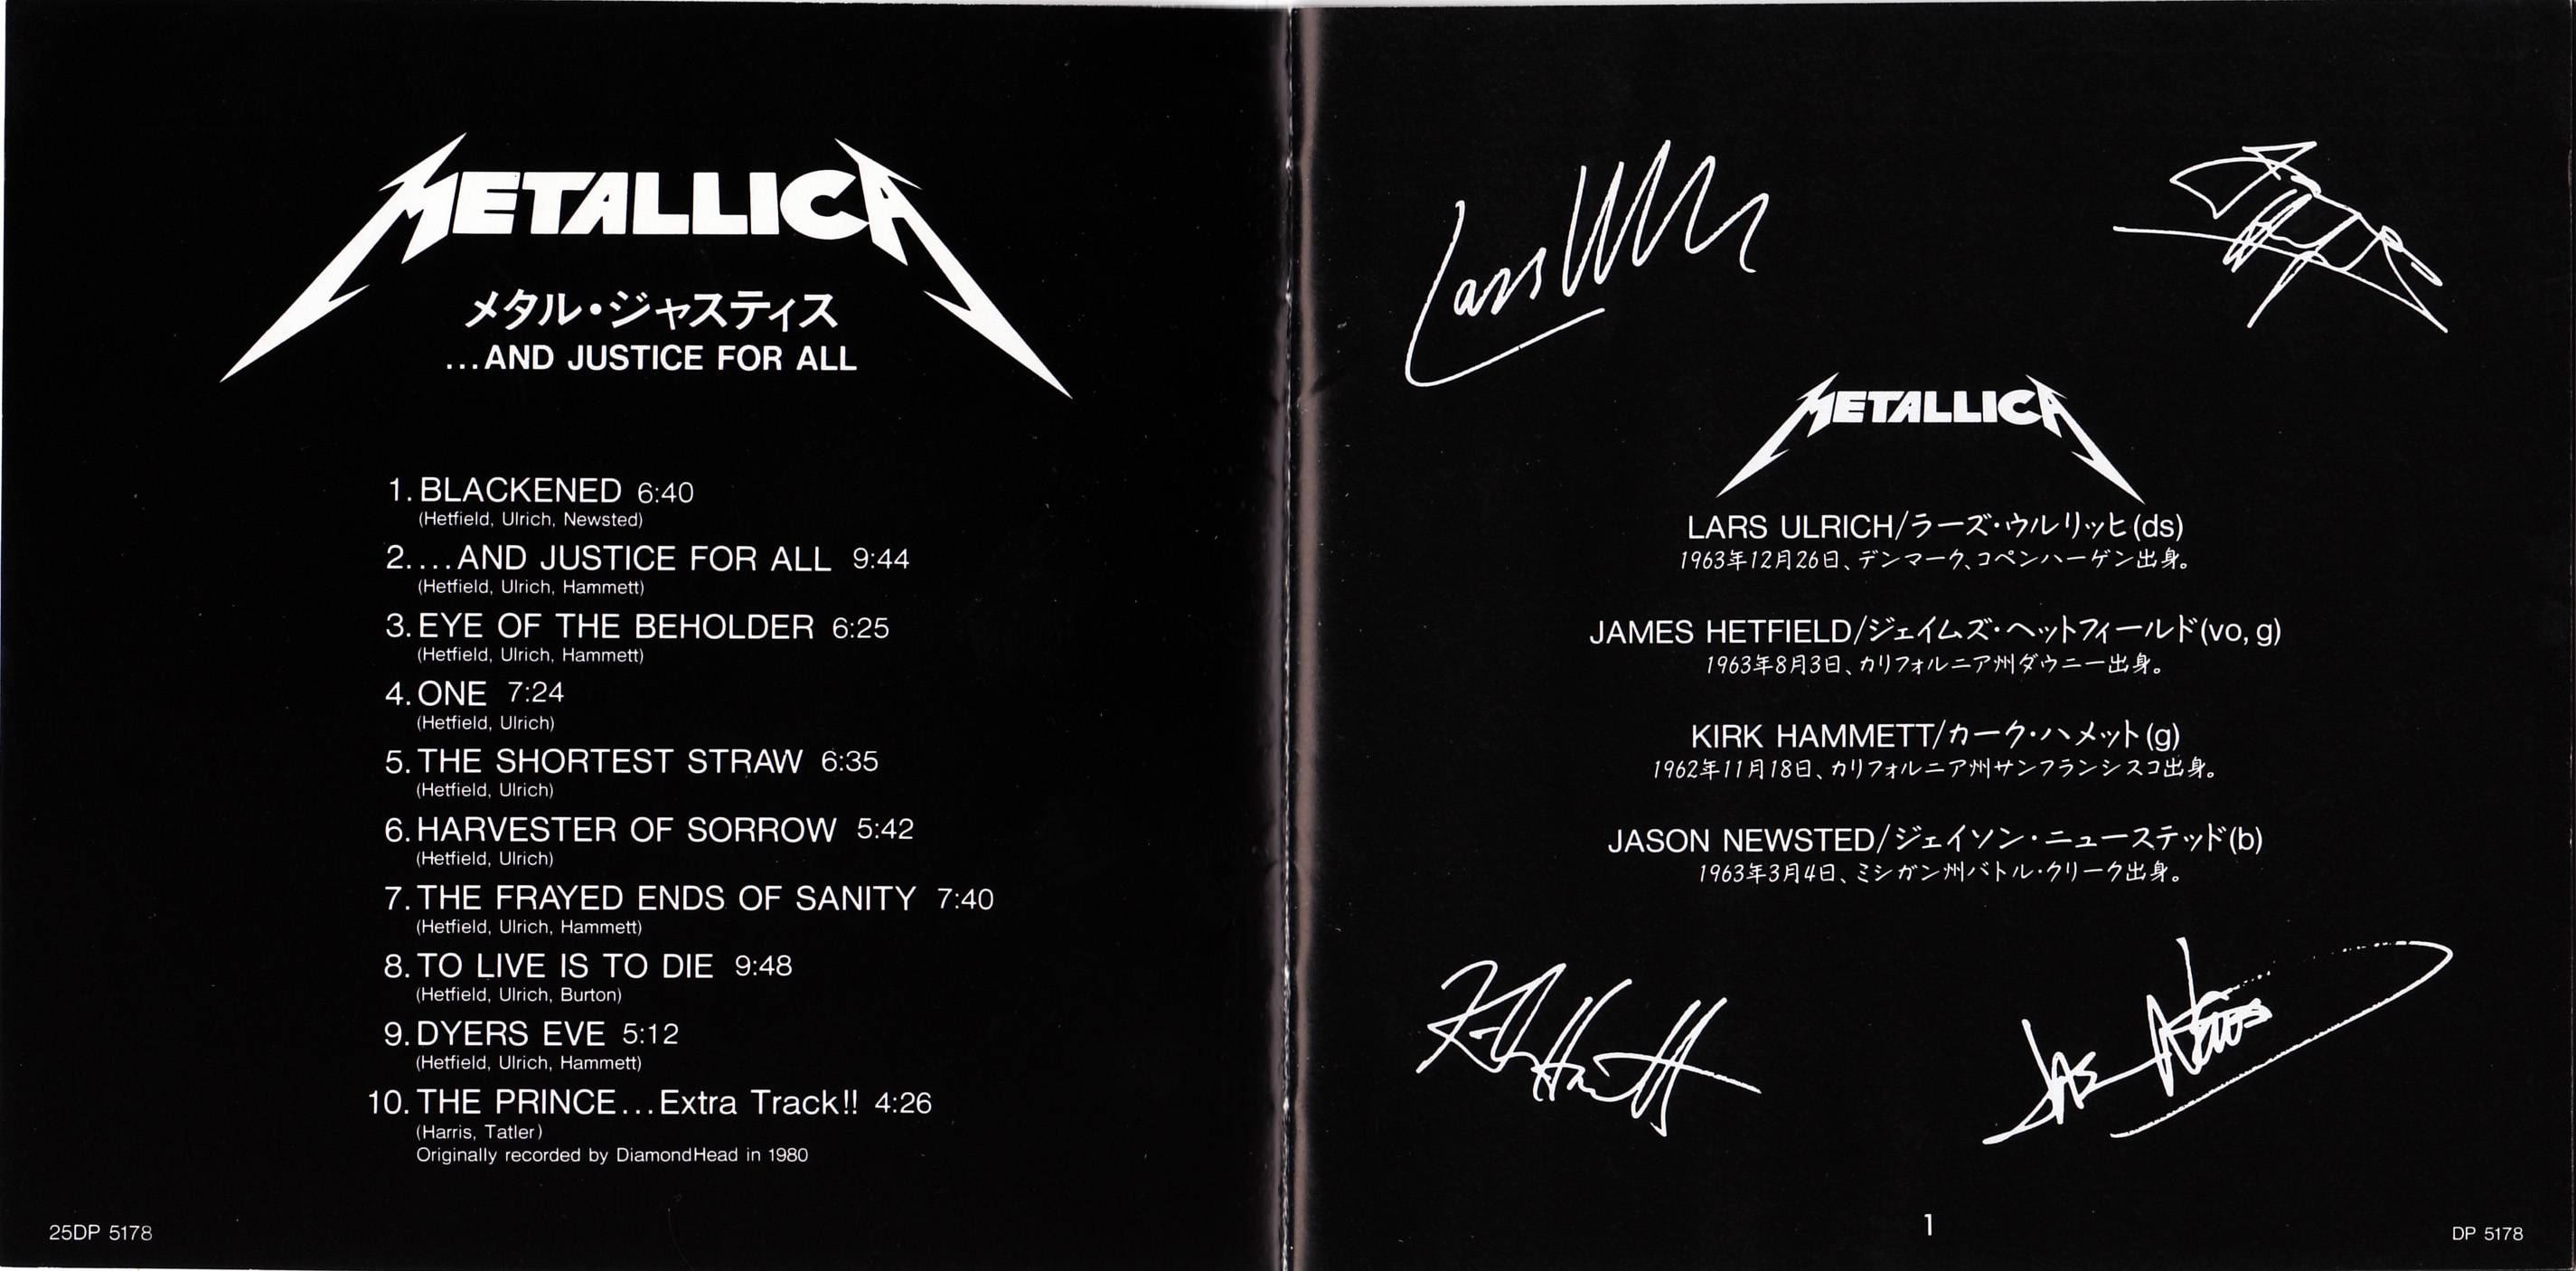 METALLICA
メタル・ジャスティス
...AND JUSTICE FOR ALL
1. BLACKENED 6:40
(Hetfield, Ulrich, Newsted)
2. ...AND JUSTICE FOR ALL 9:44
(Hetfield, Ulrich, Hammett)
3. EYE OF THE BEHOLDER 6:25
(Hetfield, Ulrich, Hammett)
4. ONE 7:24
(Hetfield, Ulrich)
5. THE SHORTEST STRAW 6:35
(Hetfield, Ulrich)
6. HARVESTER OF SORROW 5:42
(Hetfield, Ulrich)
7. THE FRAYED ENDS OF SANITY 7:40
(Hetfield, Ulrich, Hammett)
8. TO LIVE IS TO DIE 9:48
(Hetfield, Ulrich, Burton)
9. DYERS EVE 5:12
(Hetfield, Ulrich, Hammett)
10. THE PRINCE...Extra Track!! 4:26
(Harris, Tatler)
Originally recorded by DiamondHead in 1980
25DP 5178
Lars
METALLICA
LARS ULRICH/ラーズ・ウルリッヒ(ds)
1963年12月26日、デンマーク、コペンハーゲン出身。
JAMES HETFIELD/ジェイムズ・ヘットフィールド(vo, g)
1963年8月3日、カリフォルニア州ダウニー出身。
KIRK HAMMETT/カーク・ハメット(g)
1962年11月18日、カリフォルニア州サンフランシスコ出身。
JASON NEWSTED/ジェイソン・ニューステッド(b)
1963年3月4日、ミシガン州バトル・クリーク出身。
1
DP 5178